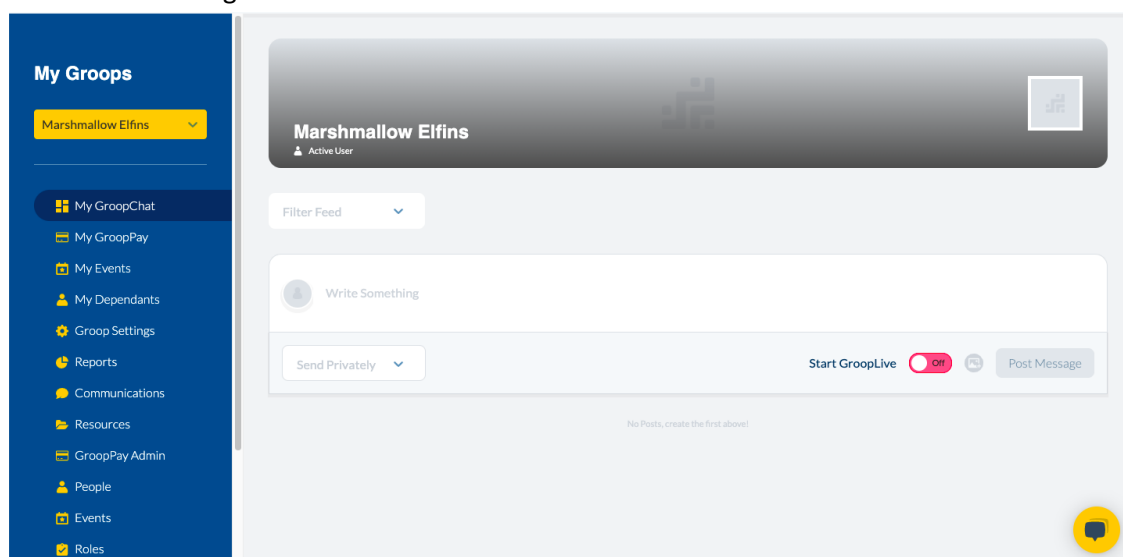 My Groops
Marshmallow Elfins
My GroopChat
My GroopPay
My Events
My Dependants
Groop Settings
Reports
Communications
Resources
GroopPay Admin
People
Events
Roles
Marshmallow Elfins
Active User
Filter Feed
Write Something
Send Privately
Start GroopLive
Off
Post Message
No Posts, create the first above!